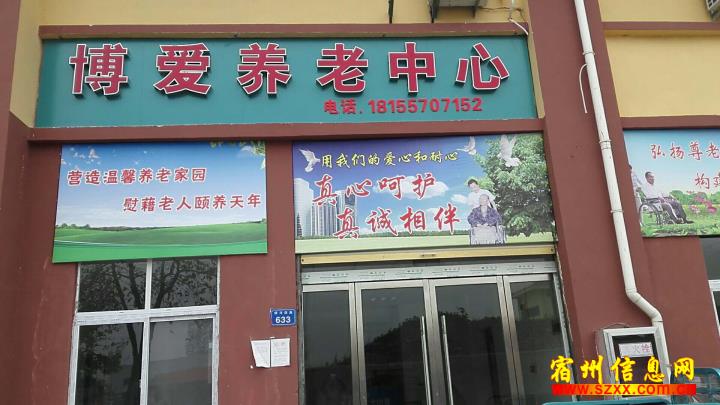 博爱养老中心
电话.18155707152
营造温馨养老家园
慰藉老人颐养天年
用我们的爱心和耐心
真心呵护
真诚相伴
弘扬尊老
构建
633
宿州信息网
www.szxx.com.cn